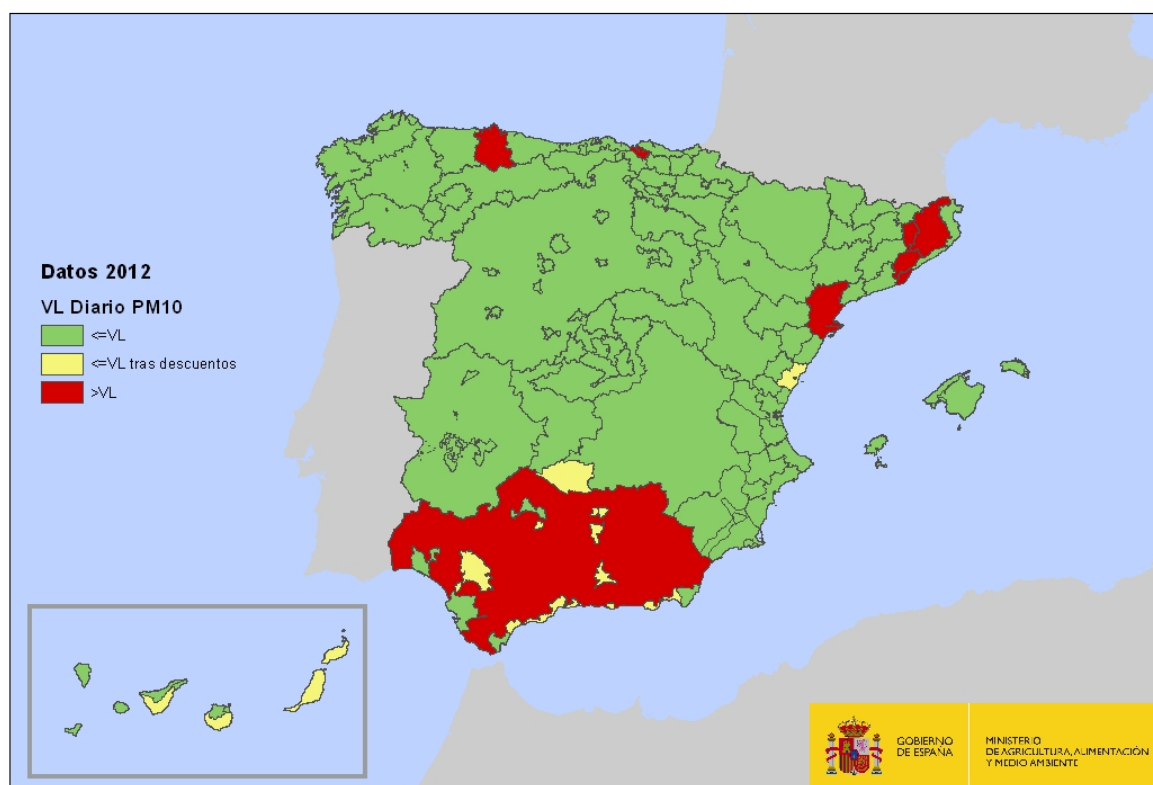 Datos 2012
VL Diario PM10
<=VL
<=VL tras descuentos
>VL
GOBIERNO
DE ESPAÑA
MINISTERIO
DE AGRICULTURA, ALIMENTACIÓN
Y MEDIO AMBIENTE